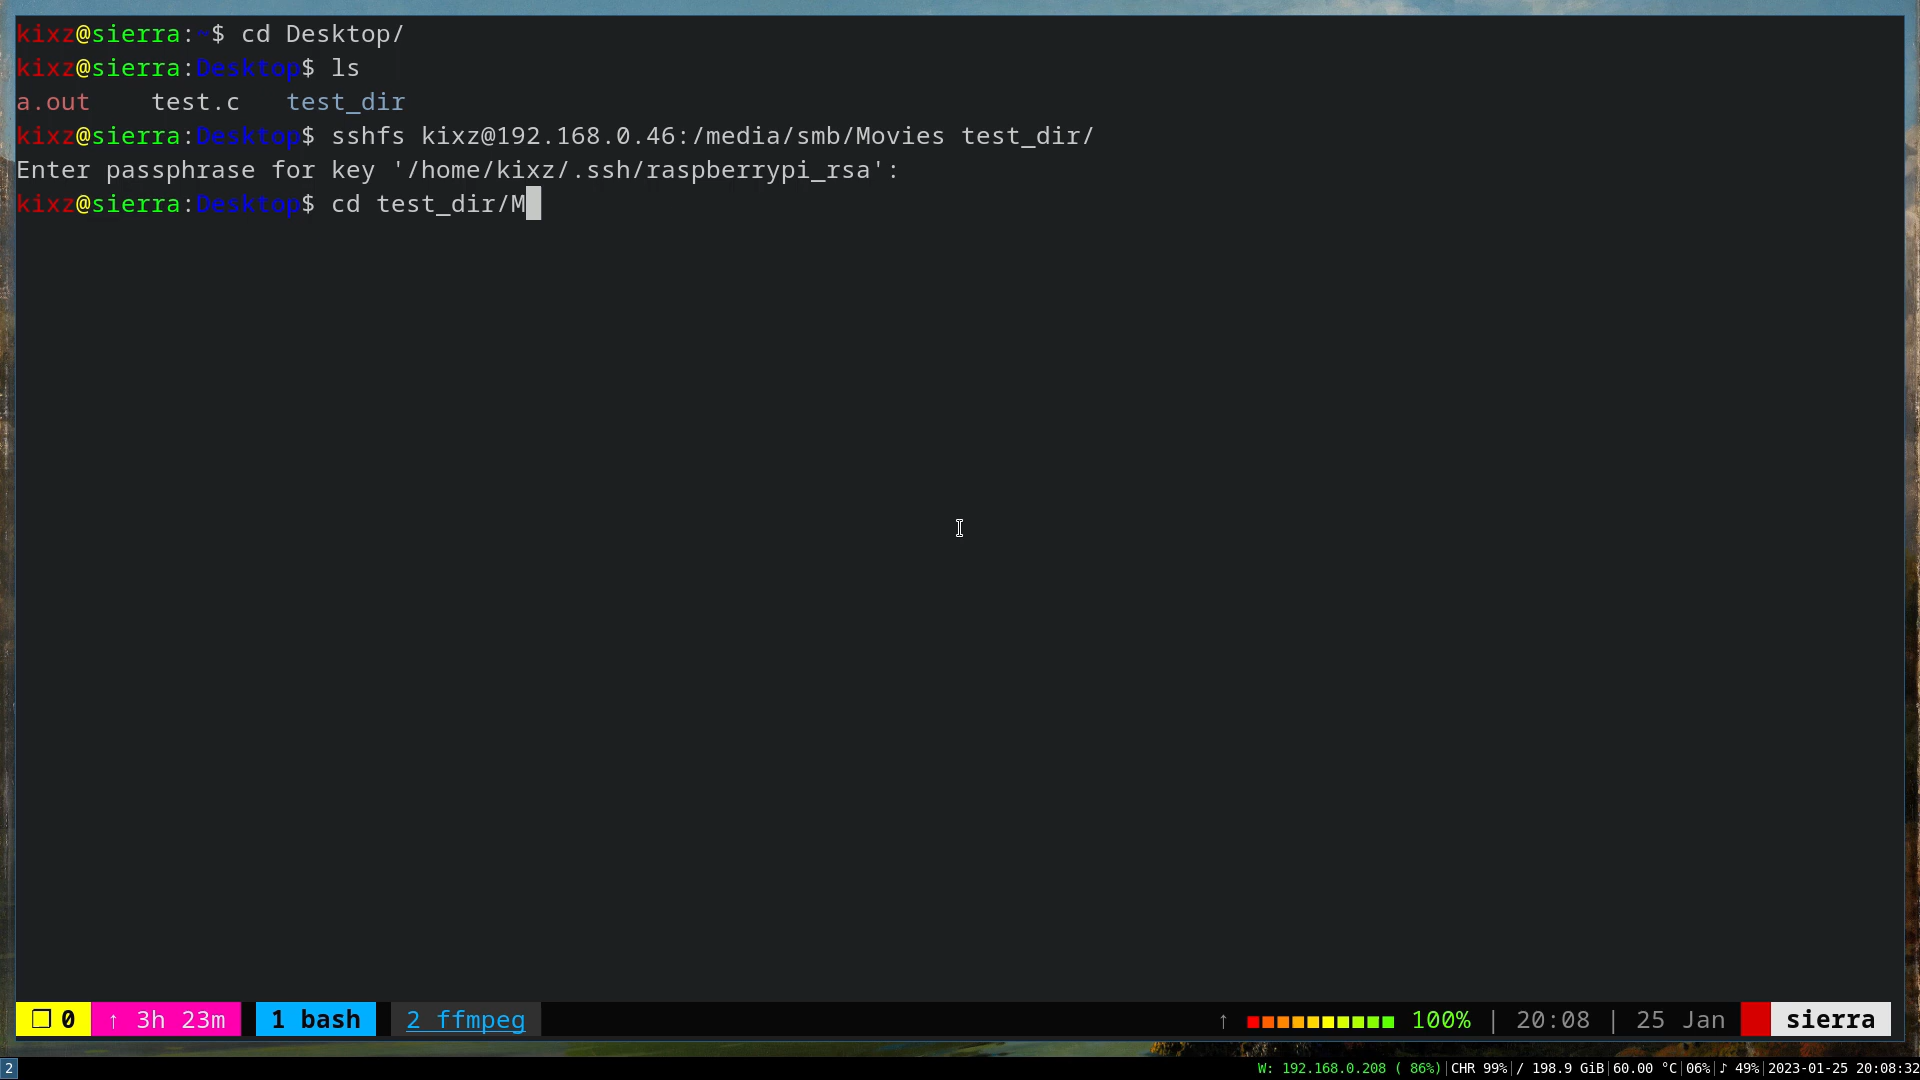 kixz@sierra:~$ cd Desktop/
kixz@sierra:Desktop$ ls
a.out    test.c   test_dir
kixz@sierra:Desktop$ sshfs kixz@192.168.0.46:/media/smb/Movies test_dir/
Enter passphrase for key '/home/kixz/.ssh/raspberrypi_rsa':
kixz@sierra:Desktop$ cd test_dir/M
❐ 0 ↑ 3h 23m 1 bash 2 ffmpeg ↑ ■■■■■■■■■■ 100% | 20:08 | 25 Jan sierra
2 W: 192.168.0.208 ( 86%)|CHR 99%|/ 198.9 GiB|60.00 °C|06%|♪ 49%|2023-01-25 20:08:32